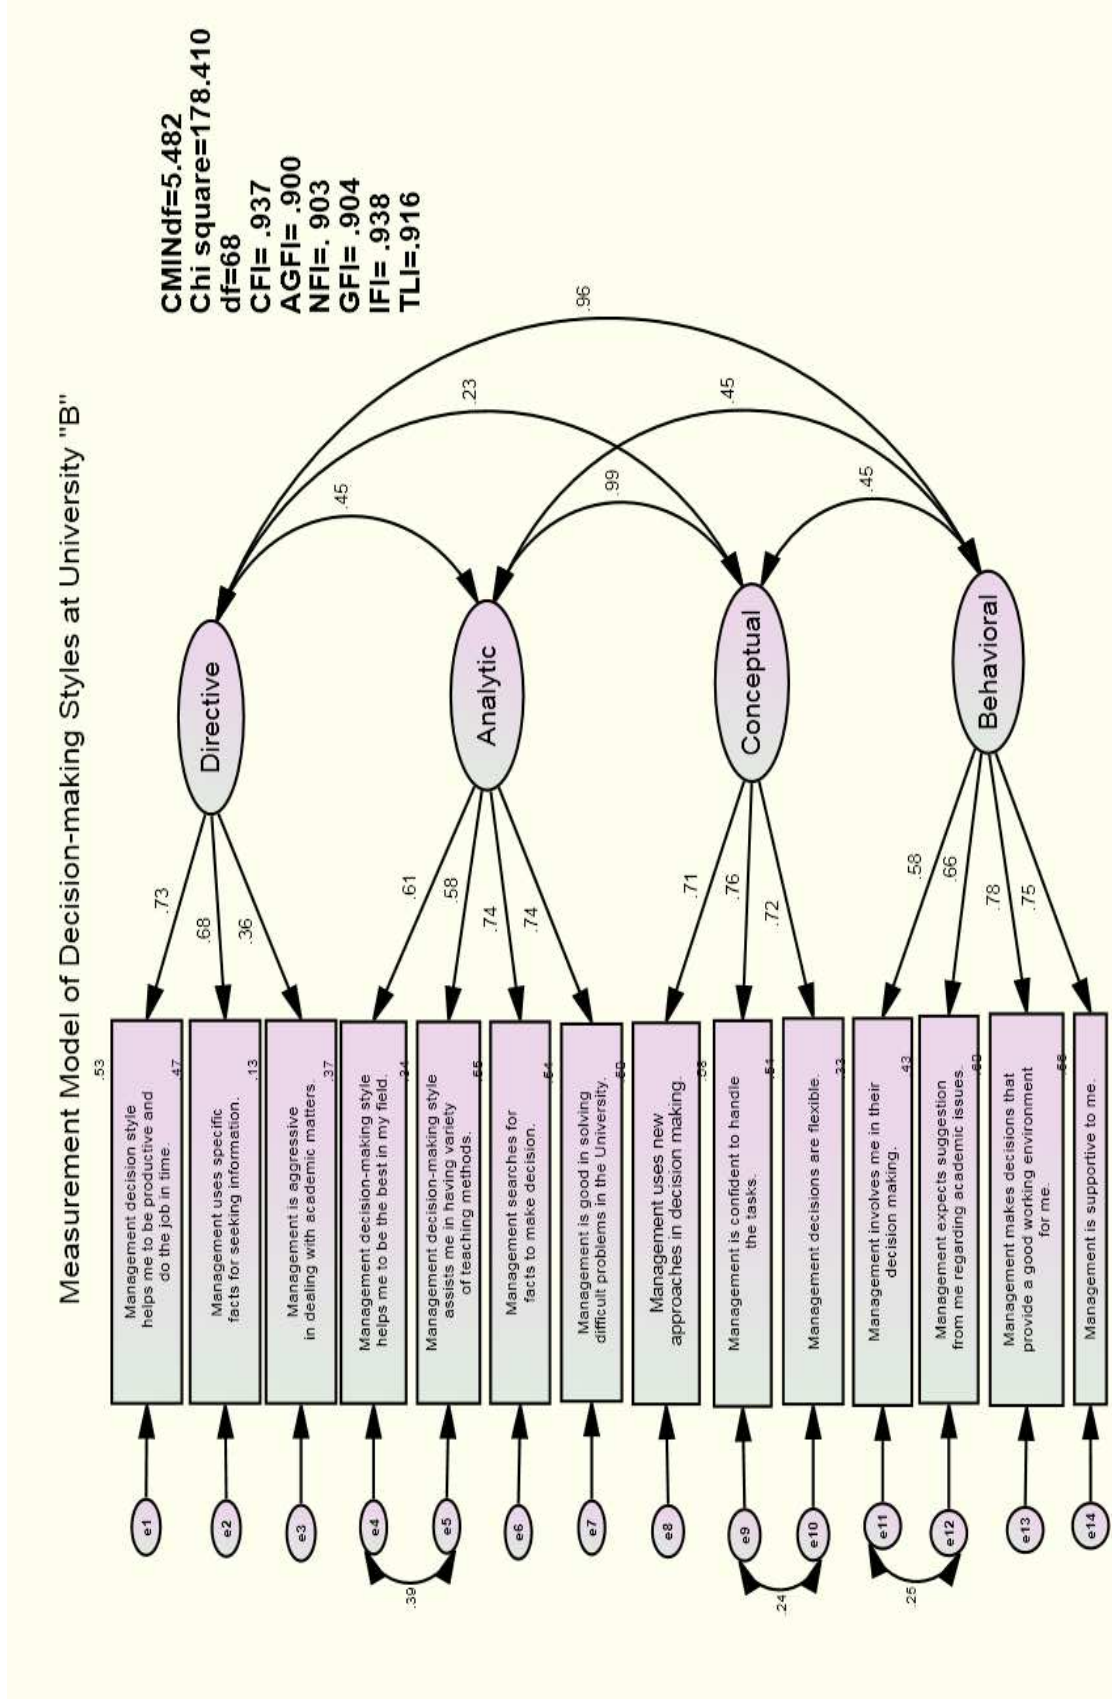 Measurement Model of Decision-making Styles at University "B"
CMINdf=5.482
Chi square=178.410
df=68
CFI= .937
AGFI= .900
NFI=. 903
GFI= .904
IFI= .938
TLI=.916
.96
.23
.45
.45
.99
.45
Directive
Analytic
Conceptual
Behavioral
.73
.68
.36
.61
.58
.74
.74
.71
.76
.72
.58
.66
.78
.75
.53
Management decision style
helps me to be productive and
do the job in time.
.47
Management uses specific
facts for seeking information.
.13
Management is aggressive
in dealing with academic matters.
.37
Management decision-making style
helps me to be the best in my field.
.34
Management decision-making style
assists me in having variety
of teaching methods.
.55
Management searches for
facts to make decision.
.54
Management is good in solving
difficult problems in the University.
Management uses new
approaches in decision making.
Management is confident to handle
the tasks.
Management decisions are flexible.
.33
Management involves me in their
decision making.
.43
Management expects suggestion
from me regarding academic issues.
Management makes decisions that
provide a good working environment
for me.
Management is supportive to me.
e1
e2
e3
e4
e5
e6
e7
e8
e9
e10
e11
e12
e13
e14
.39
.24
.25